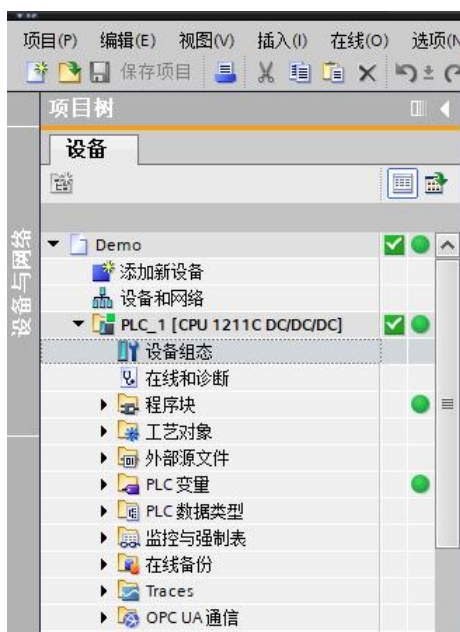 项目(P) 编辑(E) 视图(V) 插入(I) 在线(O) 选项(N
保存项目
项目树
设备
设备与网络
Demo
添加新设备
设备和网络
PLC_1 [CPU 1211C DC/DC/DC]
设备组态
在线和诊断
程序块
工艺对象
外部源文件
PLC 变量
PLC 数据类型
监控与强制表
在线备份
Traces
OPC UA 通信